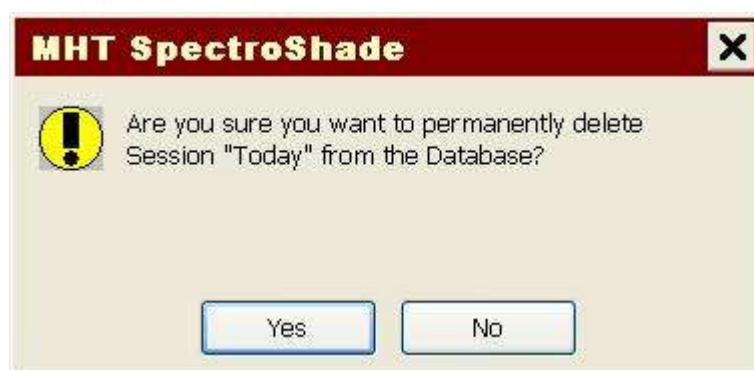 MHT SpectroShade
Are you sure you want to permanently delete
Session "Today" from the Database?
Yes
No